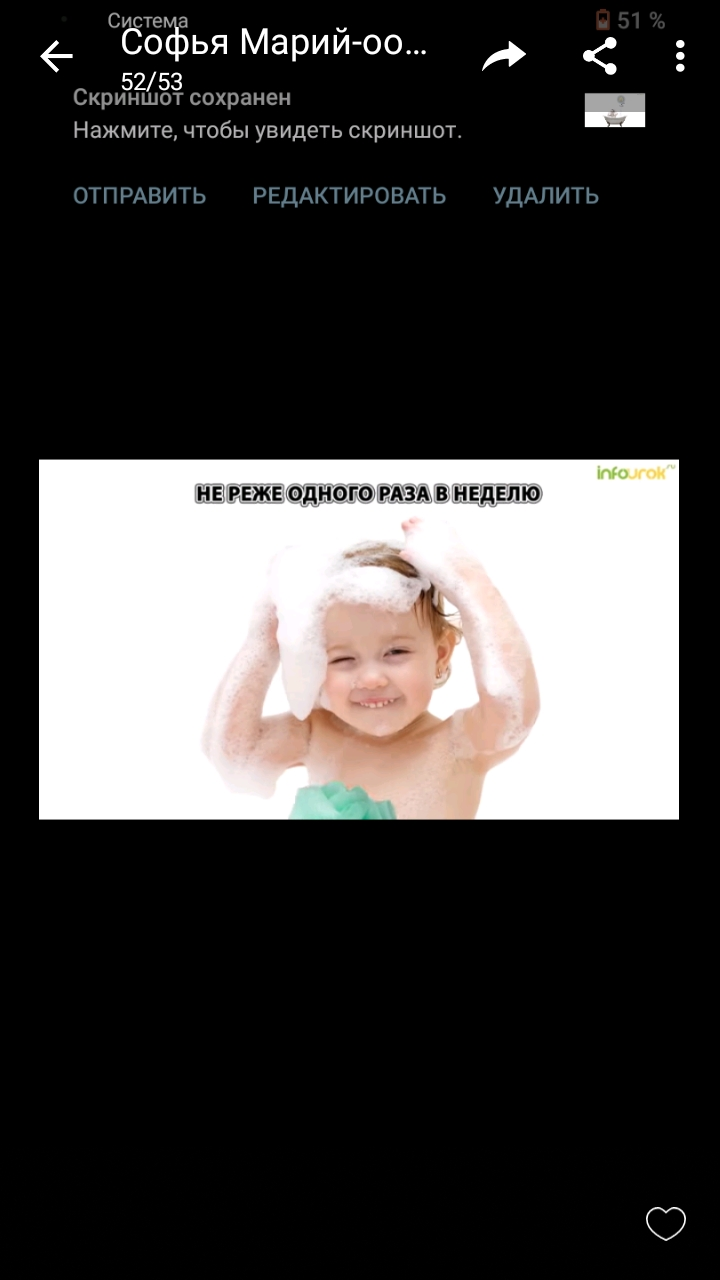 Система
51 %
Софья Марий-оо...
52/53
Скриншот сохранен
Нажмите, чтобы увидеть скриншот.
ОТПРАВИТЬ РЕДАКТИРОВАТЬ УДАЛИТЬ
infourok.ru
НЕ РЕЖЕ ОДНОГО РАЗА В НЕДЕЛЮ